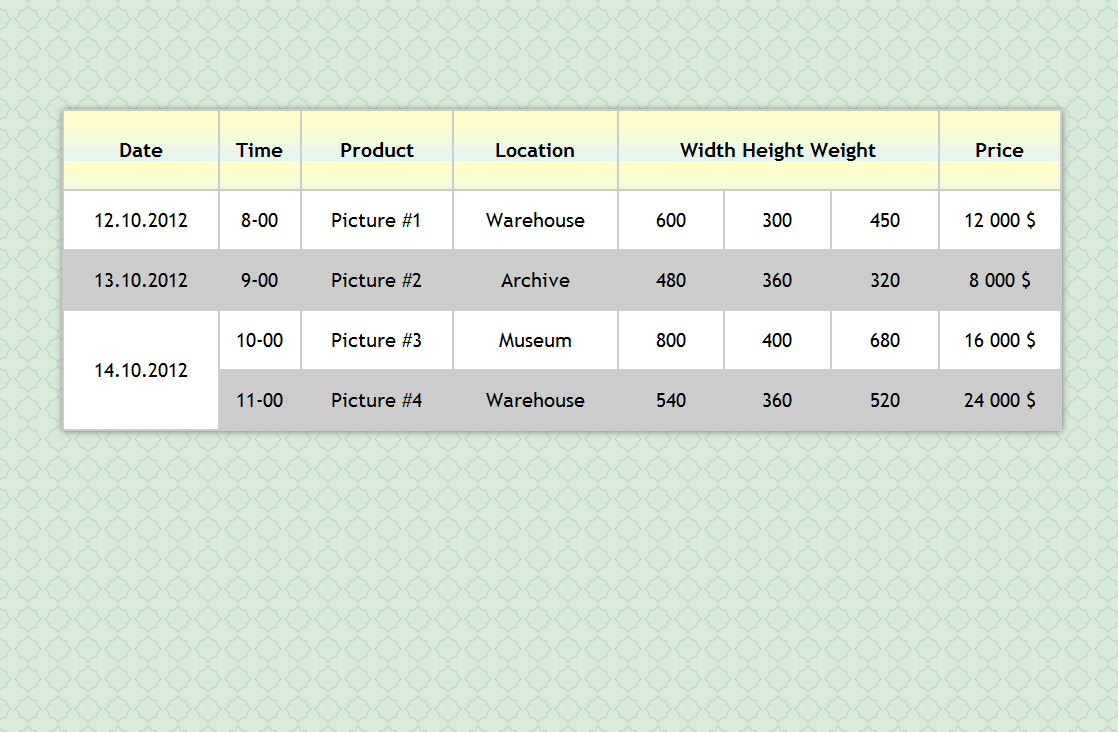 Date Time Product Location Width Height Weight Price
12.10.2012 8-00 Picture #1 Warehouse 600 300 450 12 000 $
13.10.2012 9-00 Picture #2 Archive 480 360 320 8 000 $
14.10.2012 10-00 Picture #3 Museum 800 400 680 16 000 $
11-00 Picture #4 Warehouse 540 360 520 24 000 $